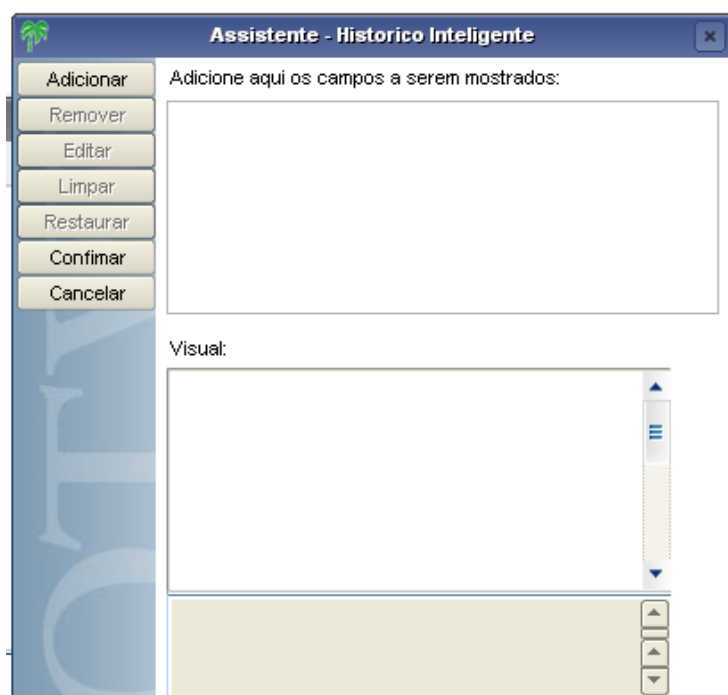 Assistente - Historico Inteligente
Adicionar
Remover
Editar
Limpar
Restaurar
Confimar
Cancelar
Adicione aqui os campos a serem mostrados:
Visual: